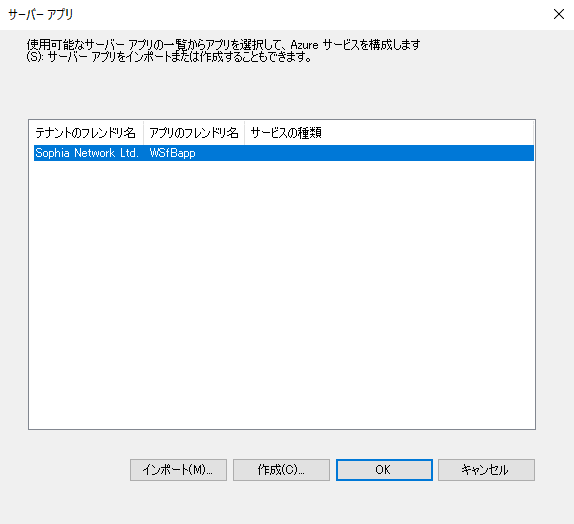 サーバー アプリ
使用可能なサーバー アプリの一覧からアプリを選択して、Azure サービスを構成します
(S): サーバー アプリをインポートまたは作成することもできます。
テナントのフレンドリ名 アプリのフレンドリ名 サービスの種類
Sophia Network Ltd. WSfBapp
インポート(M)... 作成(C)... OK キャンセル